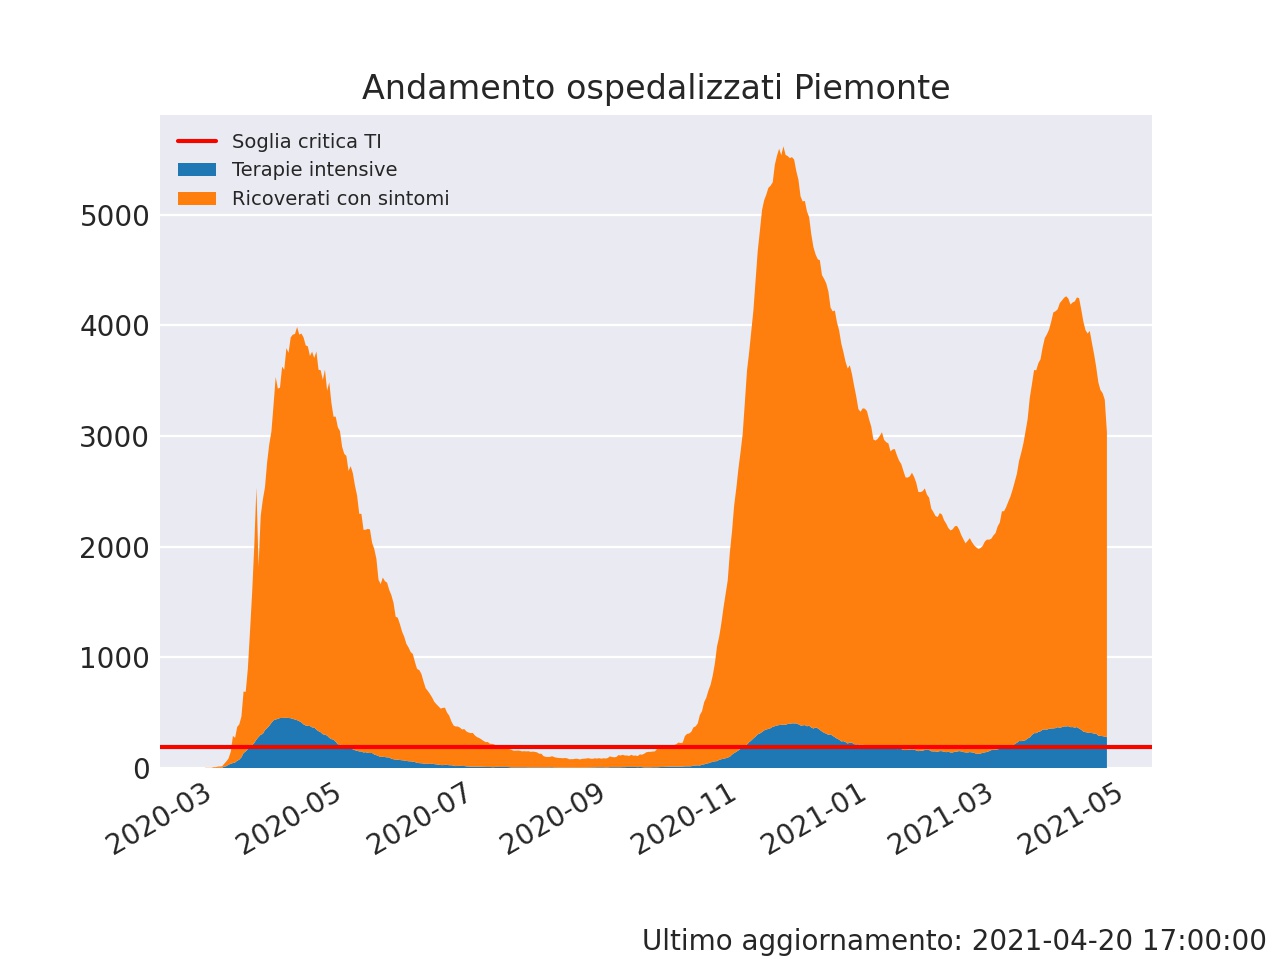 Andamento ospedalizzati Piemonte
Soglia critica TI
Terapie intensive
Ricoverati con sintomi
5000
4000
3000
2000
1000
0
2020-03 2020-05 2020-07 2020-09 2020-11 2021-01 2021-03 2021-05
Ultimo aggiornamento: 2021-04-20 17:00:00